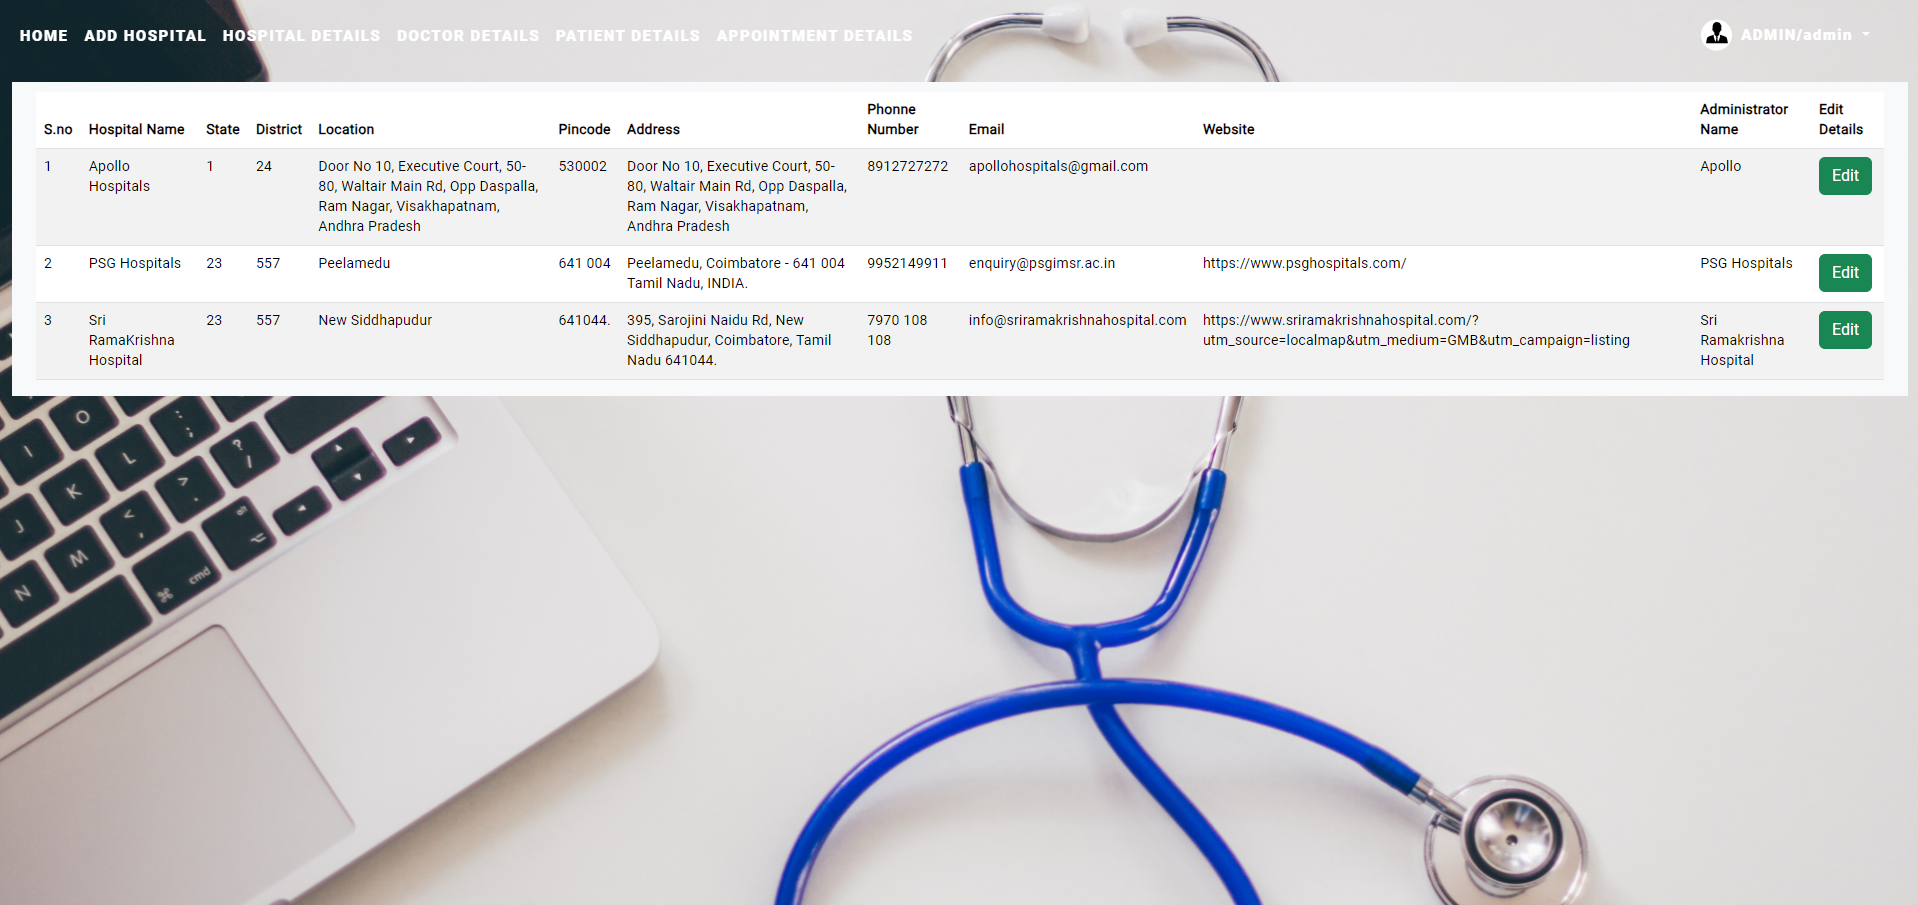 HOME ADD HOSPITAL HOSPITAL DETAILS DOCTOR DETAILS PATIENT DETAILS APPOINTMENT DETAILS ADMIN/admin
S.no Hospital Name State District Location Pincode Address Phonne Number Email Website Administrator Name Edit Details
1 Apollo Hospitals 1 24 Door No 10, Executive Court, 50-80, Waltair Main Rd, Opp Daspalla, Ram Nagar, Visakhapatnam, Andhra Pradesh 530002 Door No 10, Executive Court, 50-80, Waltair Main Rd, Opp Daspalla, Ram Nagar, Visakhapatnam, Andhra Pradesh 8912727272 apollohospitals@gmail.com Apollo Edit
2 PSG Hospitals 23 557 Peelamedu 641 004 Peelamedu, Coimbatore - 641 004 Tamil Nadu, INDIA. 9952149911 enquiry@psgimsr.ac.in https://www.psghospitals.com/ PSG Hospitals Edit
3 Sri RamaKrishna Hospital 23 557 New Siddhapudur 641044. 395, Sarojini Naidu Rd, New Siddhapudur, Coimbatore, Tamil Nadu 641044. 7970 108 108 info@sriramakrishnahospital.com https://www.sriramakrishnahospital.com/?utm_source=localmap&utm_medium=GMB&utm_campaign=listing Sri Ramakrishna Hospital Edit
I O L : ; ? /
J K > . < ,
N M alt ⌥
⌘ cmd